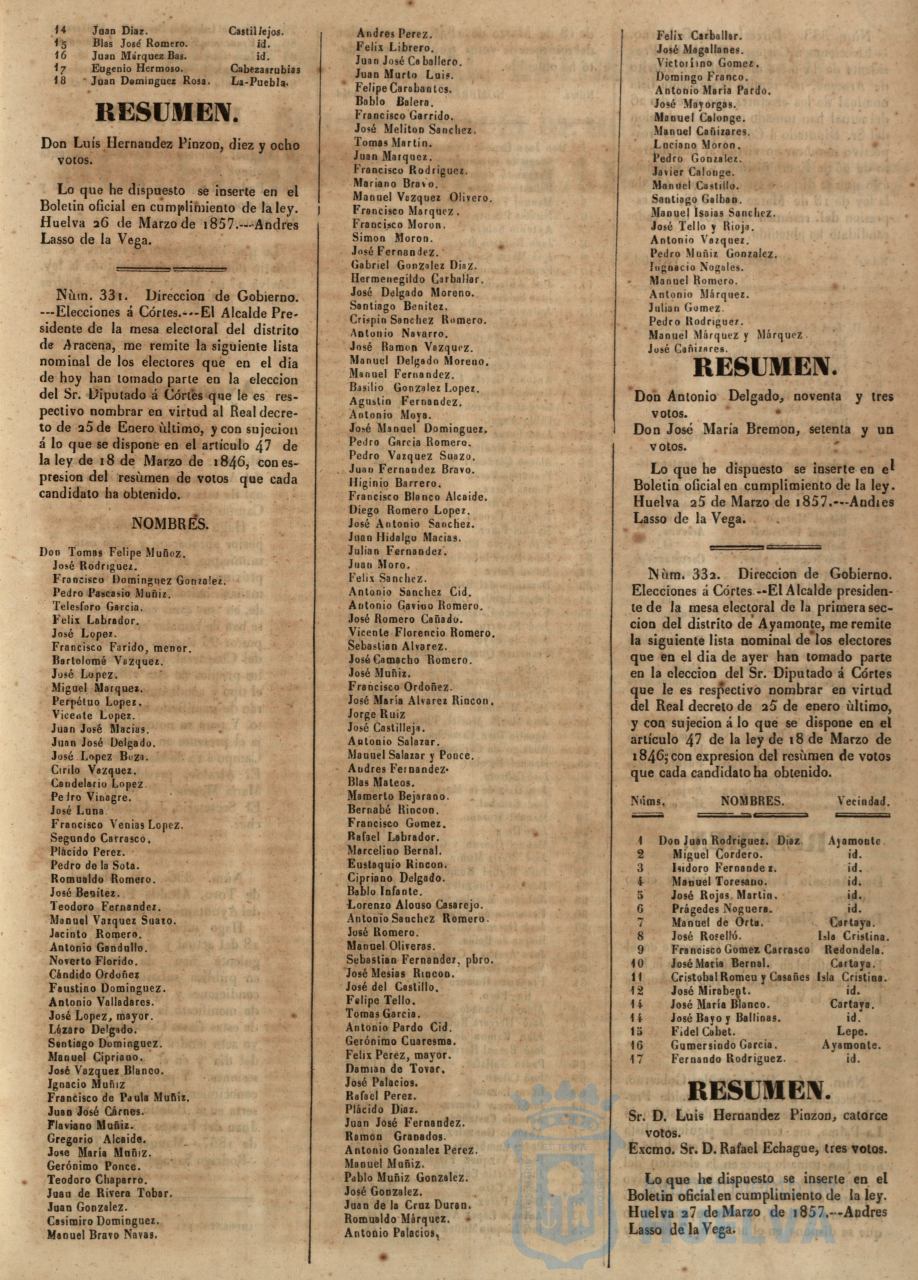 14 Juan Diaz. Castillejos.
15 Blas José Romero. id.
16 Juan Márquez Bas. id.
17 Eugenio Hermoso. Cabezasrubias
18 Juan Dominguez Rosa. La-Puebla.
RESUMEN.
Don Luis Hernandez Pinzon, diez y ocho
votos.
Lo que he dispuesto se inserte en el
Boletin oficial en cumplimiento de la ley.
Huelva 26 de Marzo de 1857.---Andres
Lasso de la Vega.
Nùm. 331. Direccion de Gobierno.
---Elecciones á Córtes.---El Alcalde Pre-
sidente de la mesa electoral del distrito
de Aracena, me remite la siguiente lista
nominal de los electores que en el dia
de hoy han tomado parte en la eleccion
del Sr. Diputado á Córtes que le es res-
pectivo nombrar en virtud al Real decre-
to de 25 de Enero ùltimo, y con sujecion
á lo que se dispone en el artículo 47 de
la ley de 18 de Marzo de 1846, con es-
presion del resùmen de votos que cada
candidato ha obtenido.
NOMBRES.
Don Tomas Felipe Muñoz.
José Rodriguez.
Francisco Dominguez Gonzalez.
Pedro Pascasio Muñiz.
Telesforo Garcia.
Felix Labrador.
José Lopez.
Francisco Farido, menor.
Bartolomé Vazquez.
José Lopez.
Miguel Marquez.
Perpétuo Lopez.
Vicente Lopez.
Juan José Macias.
Juan José Delgado.
José Lopez Boza.
Cirilo Vazquez.
Candelario Lopez
Pedro Vinagre.
José Luna
Francisco Venias Lopez.
Segundo Carrasco.
Plácido Perez.
Pedro de la Sota.
Romualdo Romero.
José Benítez.
Teodoro Fernandez.
Manuel Vazquez Suazo.
Jacinto Romero.
Antonio Gandullo.
Noverto Florido.
Cándido Ordoñez
Faustino Dominguez.
Antonio Valladares.
José Lopez, mayor.
Lázaro Delgado.
Santiago Dominguez.
Manuel Cipriano.
José Vazquez Blanco.
Ignacio Muñiz
Francisco de Paula Muñiz.
Juan José Cárnes.
Flaviano Muñiz.
Gregorio Alcaide.
Jose Maria Muñiz.
Gerónimo Ponce.
Teodoro Chaparro.
Juan de Rivera Tobar.
Juan Gonzalez.
Casimiro Dominguez.
Manuel Bravo Navas.
Andres Perez.
Felix Librero.
Juan José Caballero.
Juan Murto Luis.
Felipe Carabantes.
Bablo Balera.
Francisco Garrido.
José Meliton Sanchez.
Tomas Martin.
Juan Marquez.
Francisco Rodriguez.
Mariano Bravo.
Manuel Vazquez Olivero.
Francisco Marquez.
Francisco Moron.
Simon Moron.
José Fernandez.
Gabriel Gonzalez Diaz.
Hermenegildo Carballar.
José Delgado Moreno.
Santiago Benitez.
Crispin Sanchez Romero.
Antonio Navarro.
José Ramon Vazquez.
Manuel Delgado Moreno.
Manuel Fernandez.
Basilio Gonzalez Lopez.
Agustin Fernandez.
Antonio Moya.
José Manuel Dominguez.
Pedro Garcia Romero.
Pedro Vazquez Suazo.
Juan Fernandez Bravo.
Higinio Barrero.
Francisco Blanco Alcaide.
Diego Romero Lopez.
José Antonio Sanchez.
Juan Hidalgo Macias.
Julian Fernandez.
Juan Moro.
Felix Sanchez.
Antonio Sanchez Cid.
Antonio Gavino Romero.
José Romero Cañado.
Vicente Florencio Romero.
Sebastian Alvarez.
José Camacho Romero.
José Muñiz.
Francisco Ordoñez.
José María Alvarez Rincon.
Jorge Ruiz
José Castilleja.
Antonio Salazar.
Manuel Salazar y Ponce.
Andres Fernandez.
Blas Mateos.
Mamerto Bejarano.
Bernabé Rincon.
Francisco Gomez.
Rafael Labrador.
Marcelino Bernal.
Eustaquio Rincon.
Cipriano Delgado.
Bablo Infante.
Lorenzo Alouso Casarejo.
Antonio Sanchez Romero.
José Romero.
Manuel Oliveras.
Sebastian Fernandez, pbro.
José Mesias Rincon.
José del Castillo.
Felipe Tello.
Tomas Garcia.
Antonio Pardo Cid.
Gerónimo Cuaresma.
Felix Perez, mayor.
Damian de Tovar.
José Palacios.
Rafael Perez.
Plácido Diaz.
Juan José Fernandez.
Ramon Granados.
Antonio Gonzalez Perez.
Manuel Muñiz.
Pablo Muñiz Gonzalez.
José Gonzalez.
Juan de la Cruz Duran.
Romualdo Márquez.
Antonio Palacios,
Felix Carballar.
José Magallanes.
Victorino Gomez.
Domingo Franco.
Antonio María Pardo.
José Mayorgas.
Manuel Calonge.
Manuel Cañizares.
Luciano Moron.
Pedro Gonzalez.
Javier Calonge.
Manuel Castillo.
Santiago Galban.
Manuel Isaias Sanchez.
José Tello y Rioja.
Antonio Vazquez.
Pedro Muñiz Gonzalez.
Iognacio Nogales.
Manuel Romero.
Antonio Márquez.
Julian Gomez.
Pedro Rodriguez.
Manuel Márquez y Márquez.
José Cañizares.
RESUMEN.
Don Antonio Delgado, noventa y tres
votos.
Don José María Bremon, setenta y un
votos.
Lo que he dispuesto se inserte en el
Boletin oficial en cumplimiento de la ley.
Huelva 25 de Marzo de 1857.---Andies
Lasso de la Vega.
Nùm. 332. Direccion de Gobierno.
Elecciones á Córtes.--El Alcalde presiden-
te de la mesa electoral de la primera sec-
cion del distrito de Ayamonte, me remite
la siguiente lista nominal de los electores
que en el dia de ayer han tomado parte
en la eleccion del Sr. Diputado á Córtes
que le es respectivo nombrar en virtud
del Real decreto de 25 de enero ùltimo,
y con sujecion á lo que se dispone en el
artículo 47 de la ley de 18 de Marzo de
1846; con expresion del resùmen de votos
que cada candidato ha obtenido.
Núms. NOMBRES. Vecindad.
1 Don Juan Rodriguez. Diaz Ayamonte
2 Miguel Cordero. id.
3 Isidoro Fernandez. id.
4 Manuel Toresano. id.
5 José Rojas Martin. id.
6 Prágedes Noguera. id.
7 Manuel de Orta. Cartaya.
8 José Roselló. Isla Cristina.
9 Francisco Gomez Carrasco Redondela.
10 José Maria Bernal. Cartaya.
11 Cristobal Romeu y Casañes Isla Cristina.
12 José Mirabent. id.
14 José María Blanco. Cartaya.
14 José Bayo y Ballinas. id.
15 Fidel Cabet. Lepe.
16 Gumersindo Garcia. Ayamonte.
17 Fernando Rodriguez. id.
RESUMEN.
Sr. D. Luis Hernandez Pinzon, catorce
votos.
Excmo. Sr. D. Rafael Echague, tres votos.
Lo que he dispuesto se inserte en el
Boletin oficial en cumplimiento de la ley.
Huelva 27 de Marzo de 1857.--Andres
Lasso de la Vega.
HUELVA